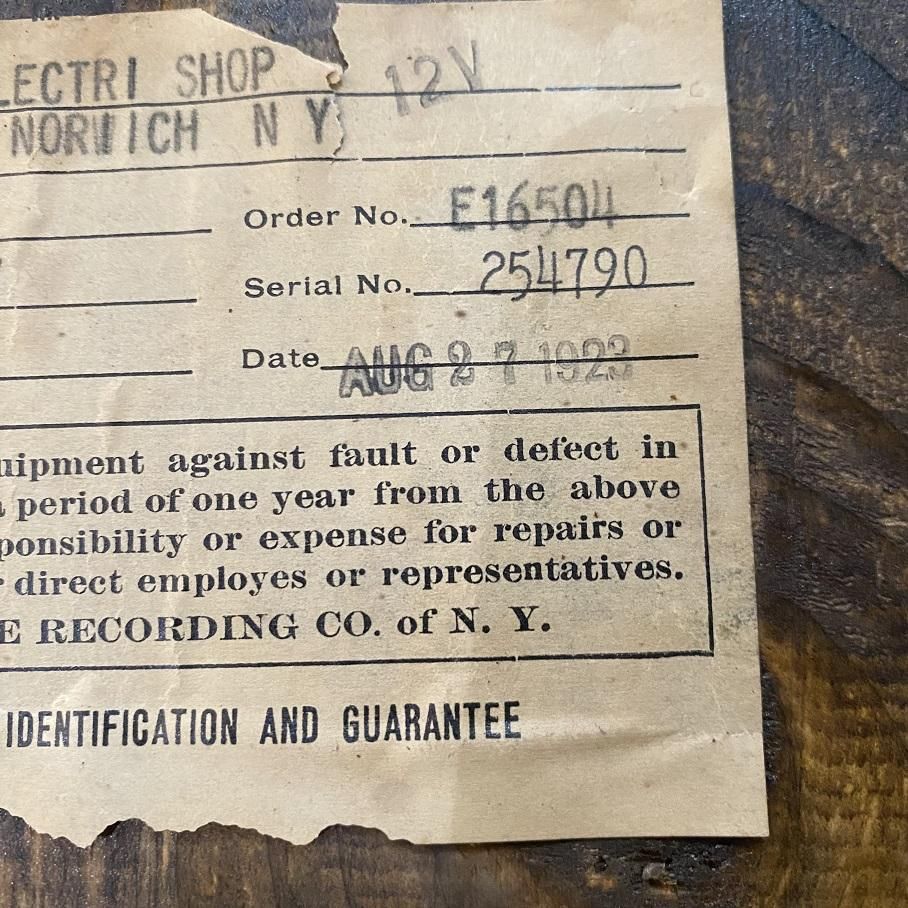 LECTRI SHOP 12V
NORWICH N Y
Order No. E16504
Serial No. 254790
Date AUG 27 1923
uipment against fault or defect in
period of one year from the above
ponsibility or expense for repairs or
direct employes or representatives.
E RECORDING CO. of N. Y.
IDENTIFICATION AND GUARANTEE